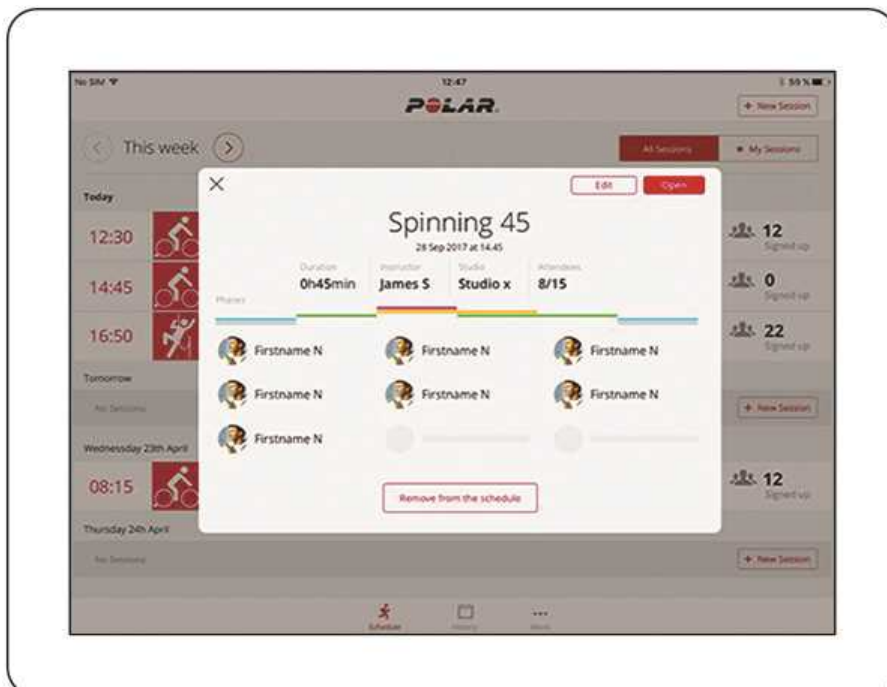 No SIM 12:47 59 %
POLAR
+ New Session
This week
All Sessions My Sessions
Today
× Edit Open
Spinning 45
28 Sep 2017 at 14.45
12:30 12
Signed up
Duration Instructor Studio Attendees
0h45min James S Studio x 8/15
14:45 0
Signed up
Phases
16:50 22
Signed up
Firstname N Firstname N Firstname N
Tomorrow
Firstname N Firstname N Firstname N
No Sessions + New Session
Firstname N
Wednesday 23th April
08:15 12
Signed up
Remove from the schedule
Thursday 24h April
No Sessions + New Session
Schedule History More